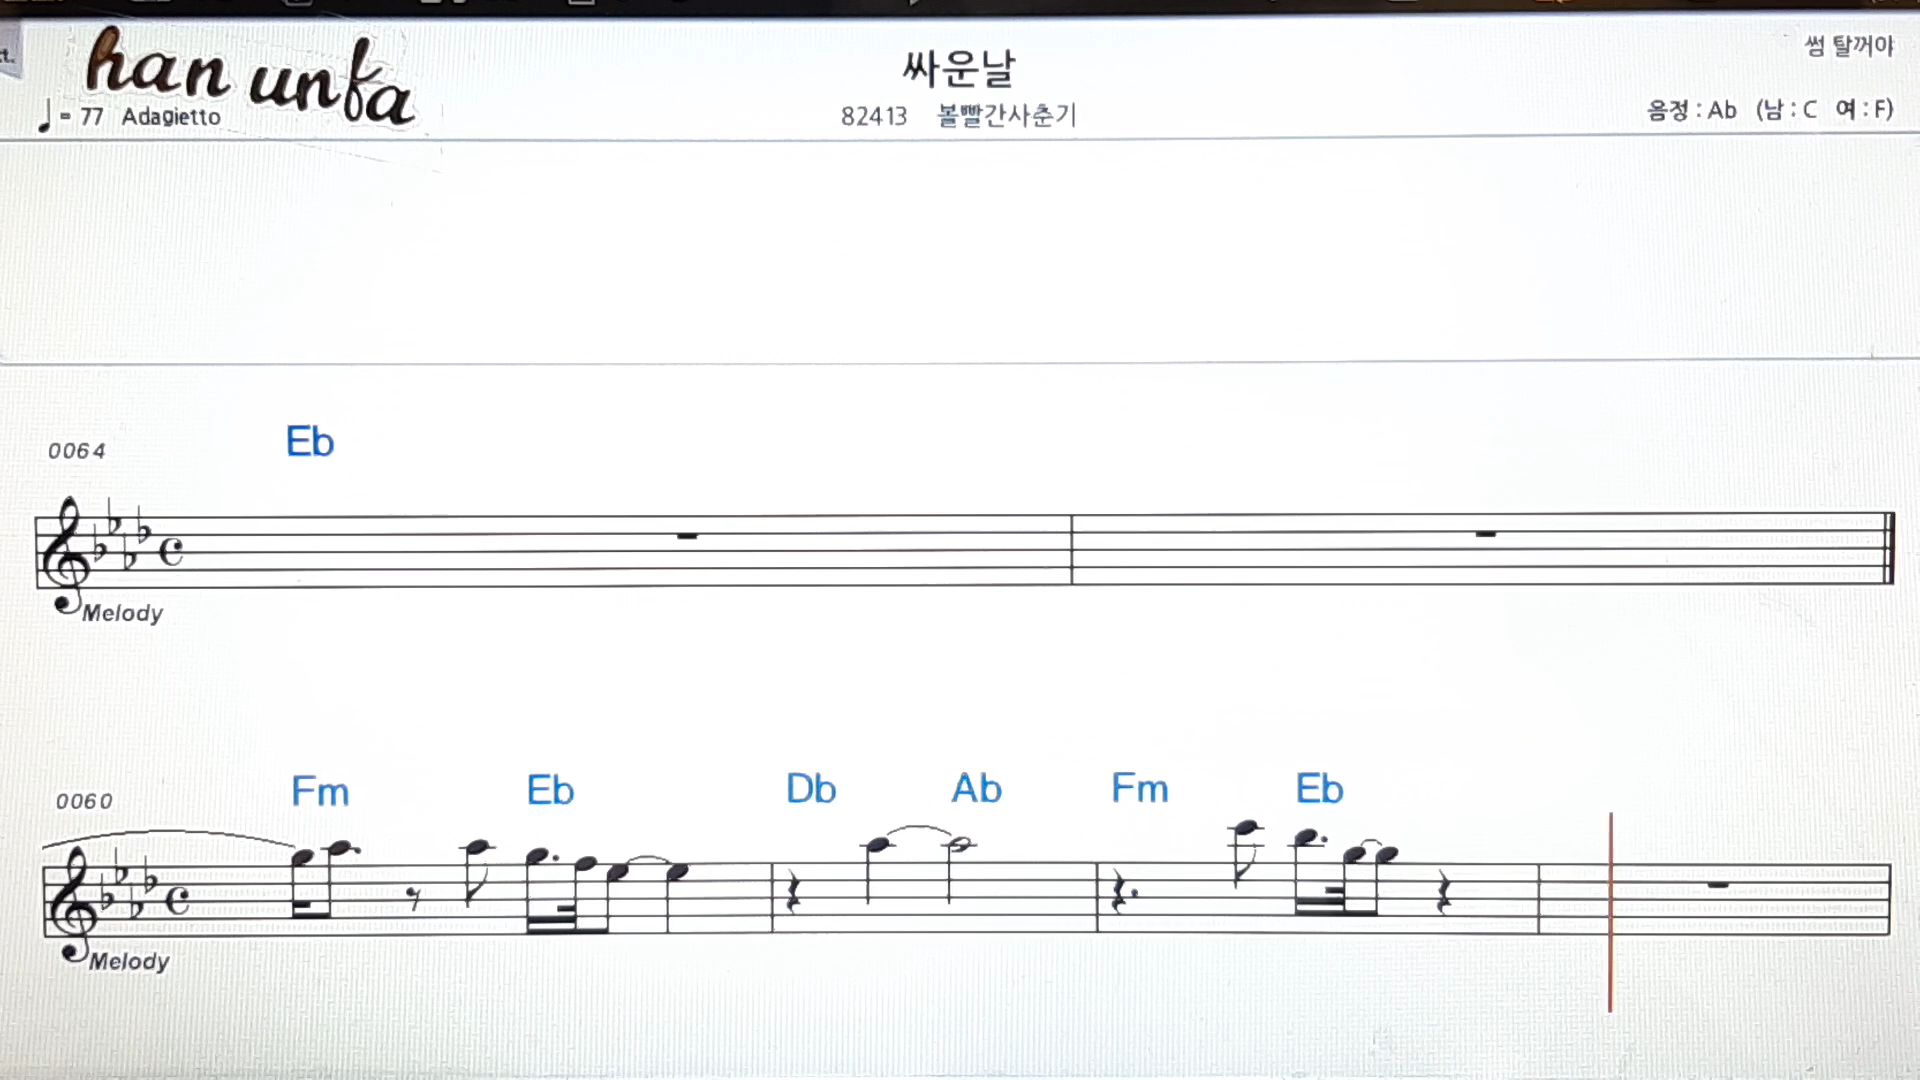 han unfa
싸운날
썸 탈꺼야
♩ = 77 Adagietto
82413 볼빨간사춘기
음정 : Ab (남 : C 여 : F)
0064
Eb
Melody
0060
Fm Eb Db Ab Fm Eb
Melody